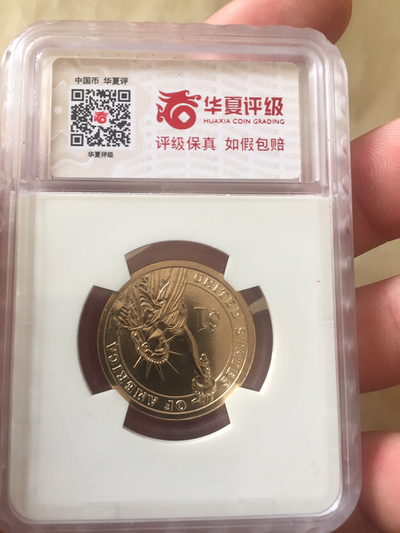 中国币 华夏评
华夏评级
华夏评级
HUAXIA COIN GRADING
评级保真 如假包赔
UNITED STATES OF AMERICA
$1